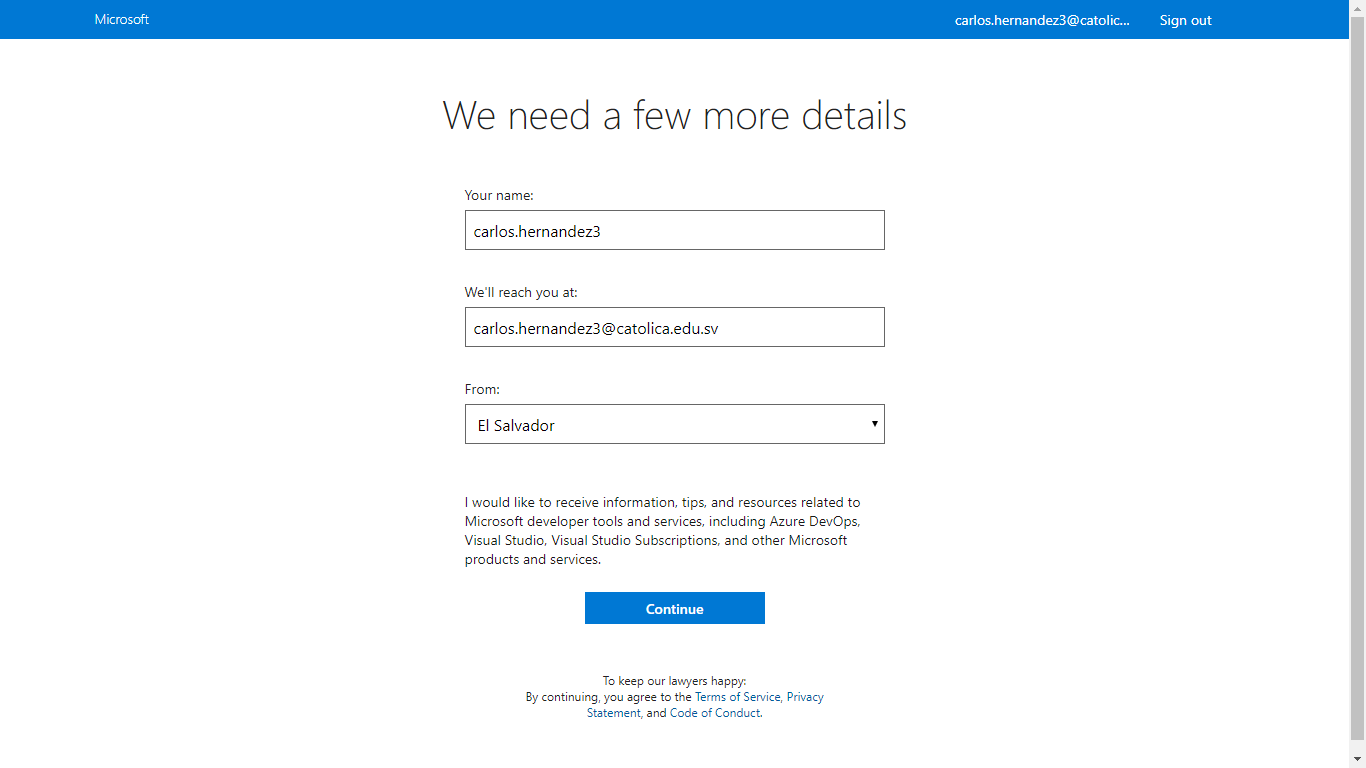 Microsoft
carlos.hernandez3@catolic... Sign out
We need a few more details
Your name:
carlos.hernandez3
We'll reach you at:
carlos.hernandez3@catolica.edu.sv
From:
El Salvador
I would like to receive information, tips, and resources related to
Microsoft developer tools and services, including Azure DevOps,
Visual Studio, Visual Studio Subscriptions, and other Microsoft
products and services.
Continue
To keep our lawyers happy:
By continuing, you agree to the Terms of Service, Privacy
Statement, and Code of Conduct.